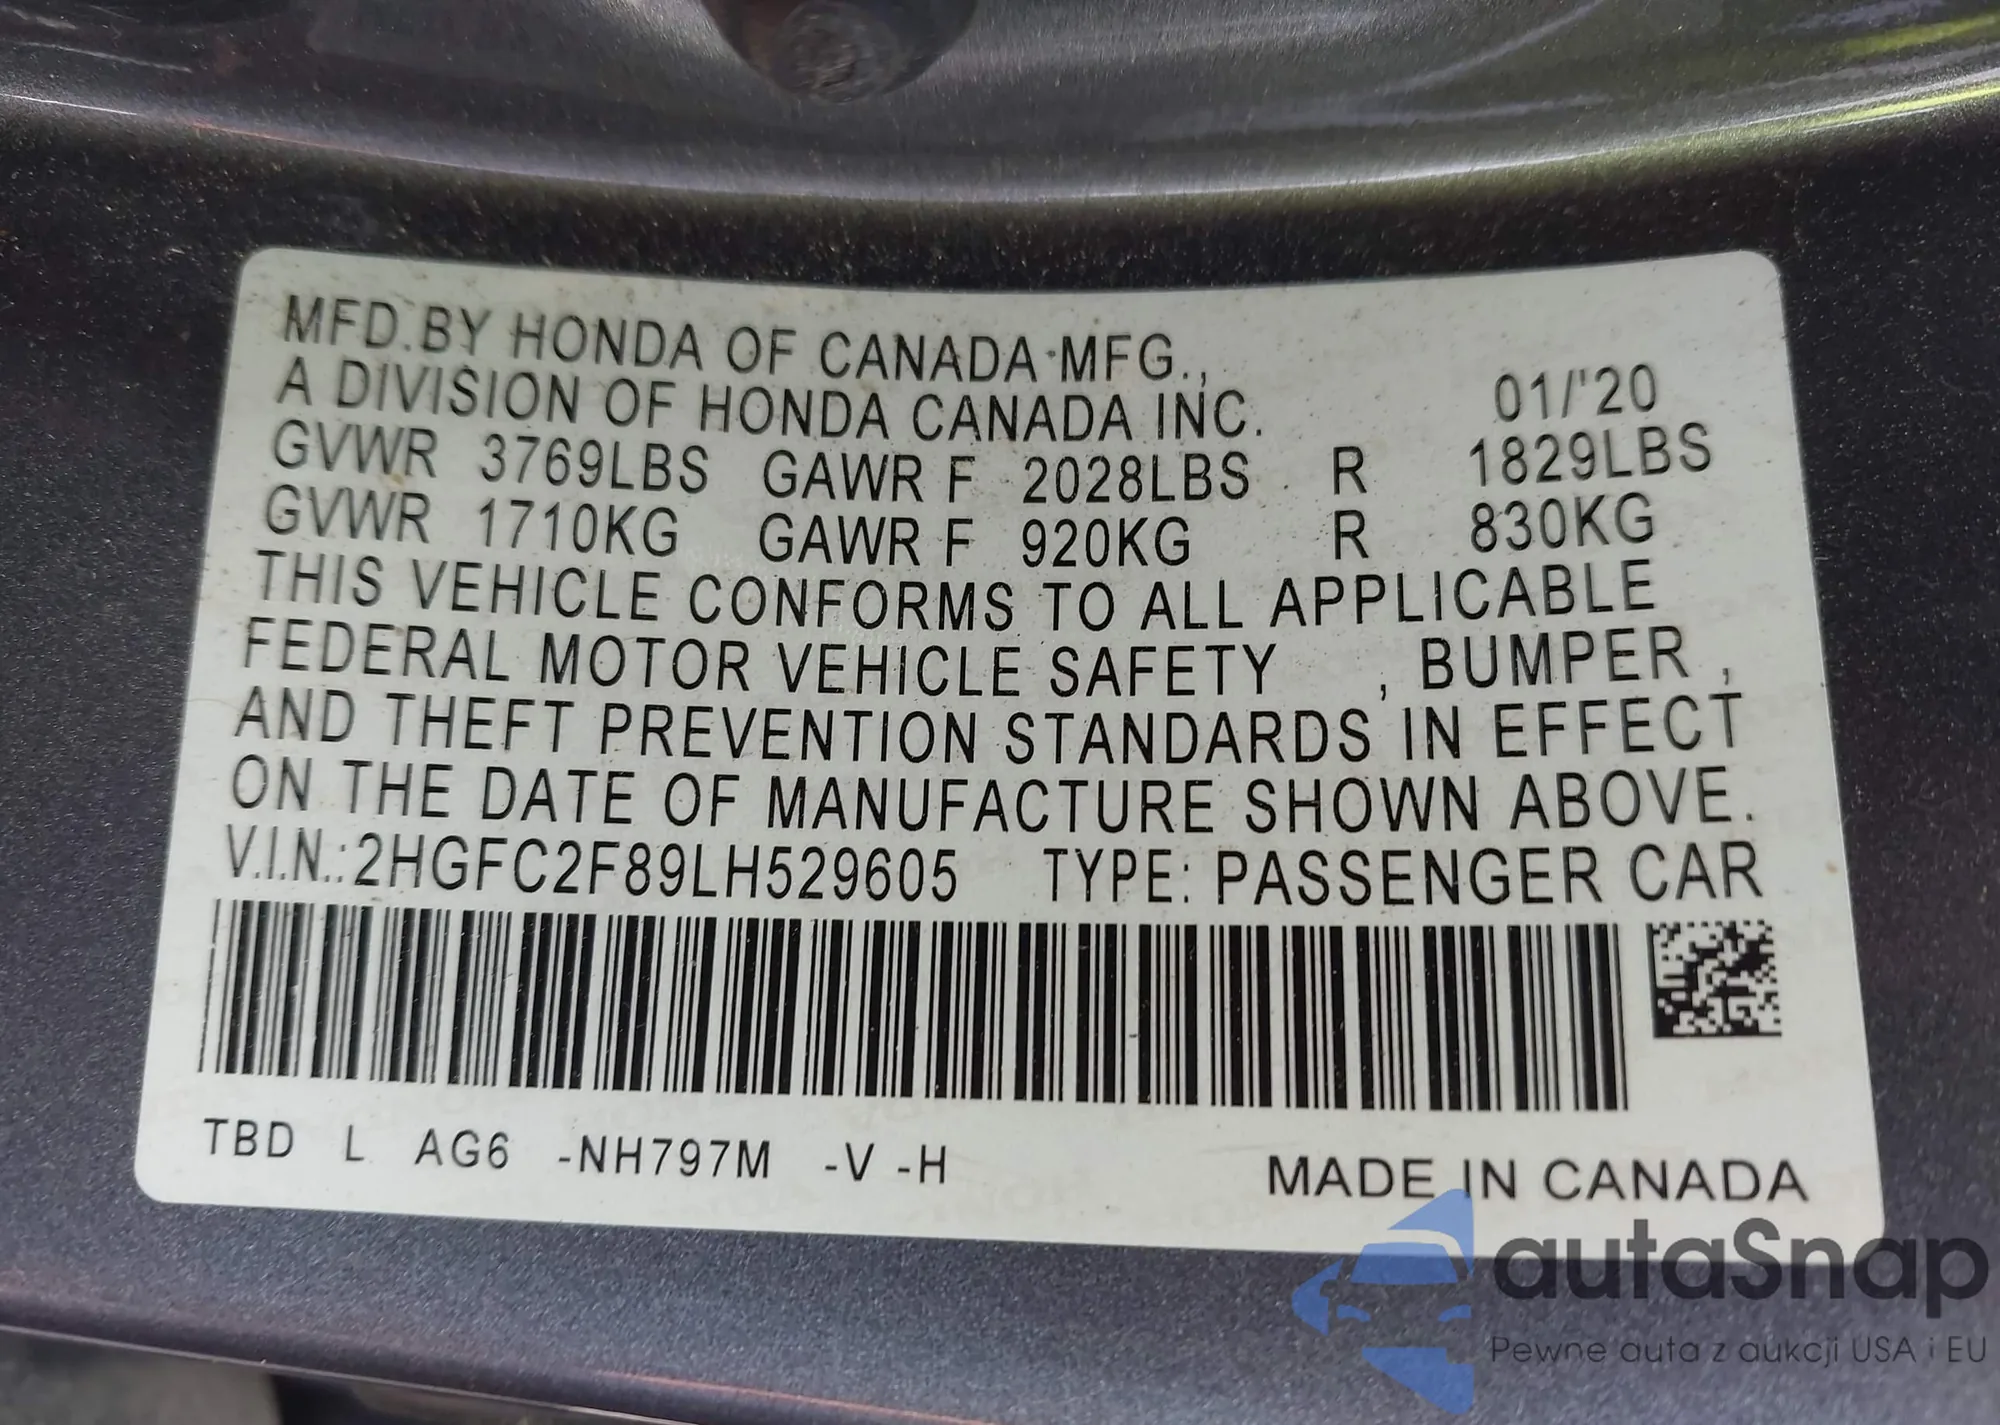 MFD.BY HONDA OF CANADA MFG.,
A DIVISION OF HONDA CANADA INC. 01/'20
GVWR 3769LBS GAWR F 2028LBS R 1829LBS
GVWR 1710KG GAWR F 920KG R 830KG
THIS VEHICLE CONFORMS TO ALL APPLICABLE
FEDERAL MOTOR VEHICLE SAFETY , BUMPER ,
AND THEFT PREVENTION STANDARDS IN EFFECT
ON THE DATE OF MANUFACTURE SHOWN ABOVE.
V.I.N.:2HGFC2F89LH529605 TYPE: PASSENGER CAR
TBD L AG6 -NH797M -V -H
MADE IN CANADA
autaSnap
Pewne auta z aukcji USA i EU